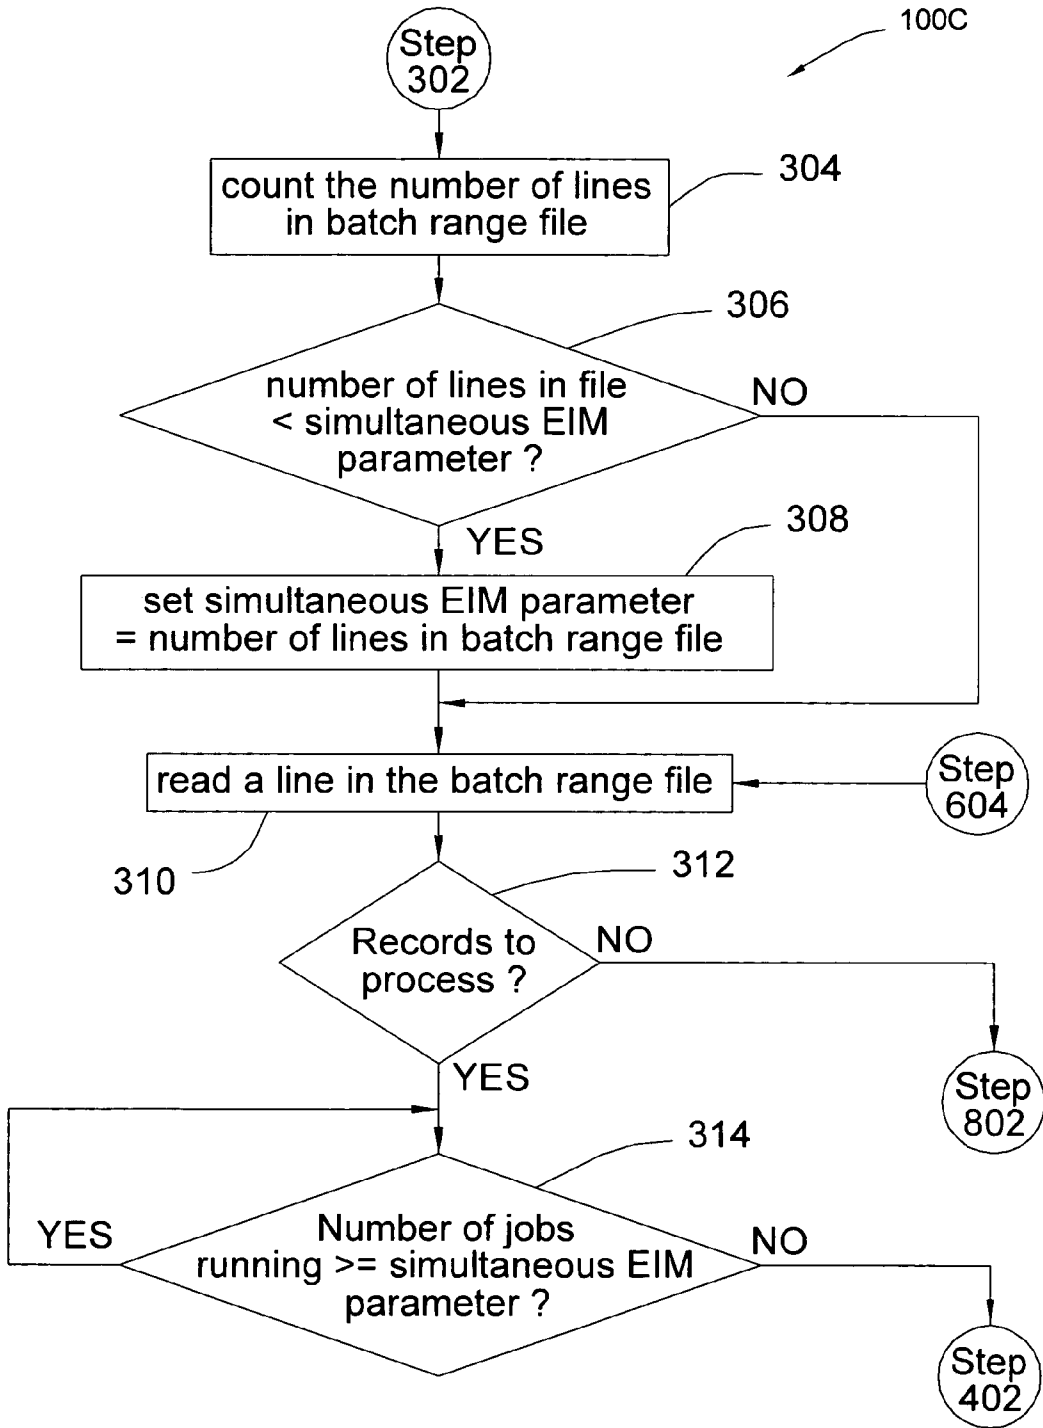 100C
Step
302
304
count the number of lines
in batch range file
306
number of lines in file
< simultaneous EIM
parameter ?
NO
YES
308
set simultaneous EIM parameter
= number of lines in batch range file
read a line in the batch range file
Step
604
310
312
Records to
process ?
NO
YES
Step
802
314
Number of jobs
running >= simultaneous EIM
parameter ?
YES
NO
Step
402